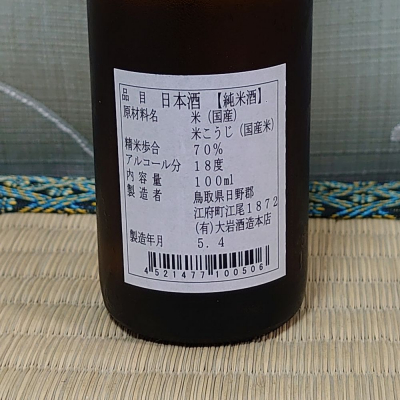 品目 日本酒 【純米酒】
原材料名 米(国産)
米こうじ(国産米)
精米歩合 70%
アルコール分 18度
内容量 100ml
製造者 鳥取県日野郡
江府町江尾1872
(有)大岩酒造本店
製造年月 5.4
4521477100506